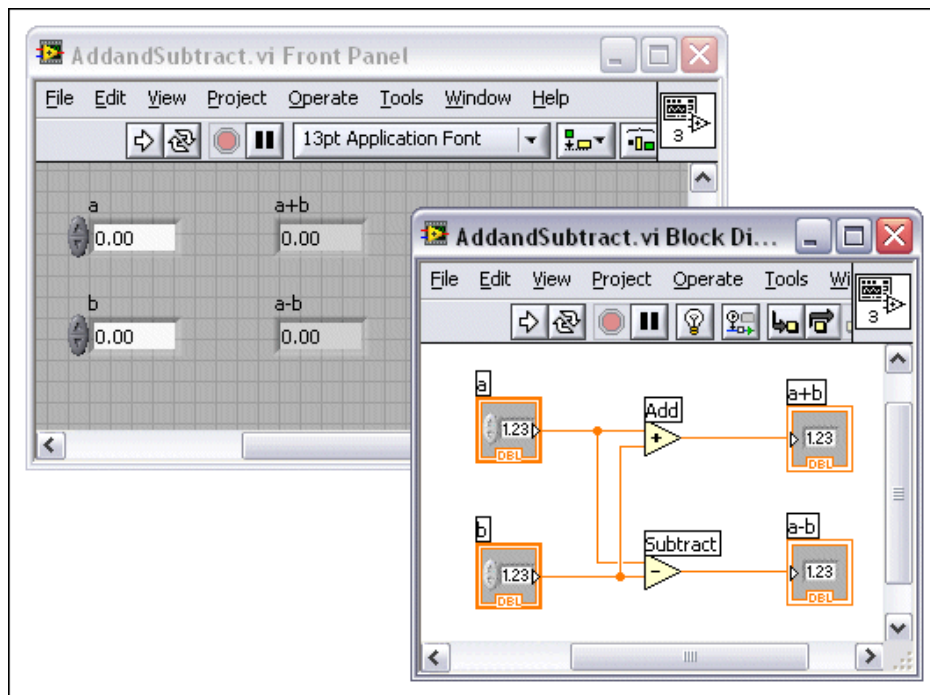 AddandSubtract.vi Front Panel
File Edit View Project Operate Tools Window Help
13pt Application Font
3
a
0.00
a+b
0.00
b
0.00
a-b
0.00
AddandSubtract.vi Block Di...
File Edit View Project Operate Tools Wi
3
a
1.23
DBL
Add
+
a+b
1.23
DBL
b
1.23
DBL
Subtract
-
a-b
1.23
DBL